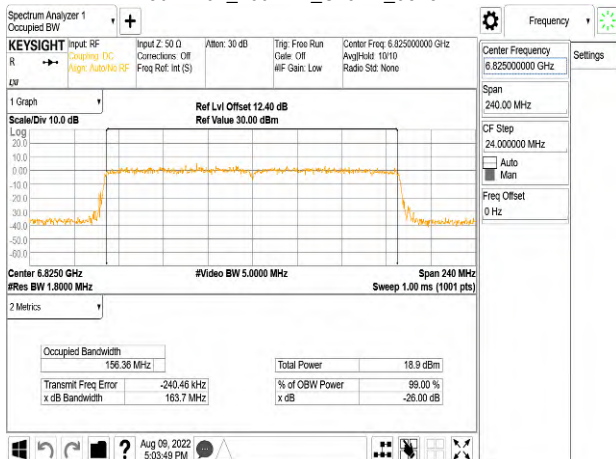 Spectrum Analyzer 1
Occupied BW
Frequency
KEYSIGHT
R
Input: RF
Coupling: DC
Align: Auto/No RF
Input Z: 50 Ω
Corrections: Off
Freq Ref: Int (S)
Atten: 30 dB
Trig: Free Run
Gate: Off
#IF Gain: Low
Center Freq: 6.825000000 GHz
Avg|Hold: 10/10
Radio Std: None
1 Graph
Scale/Div 10.0 dB
Ref Lvl Offset 12.40 dB
Ref Value 30.00 dBm
Log
20.0
10.0
0.00
-10.0
-20.0
-30.0
-40.0
-50.0
-60.0
Center 6.8250 GHz
#Res BW 1.8000 MHz
#Video BW 5.0000 MHz
Span 240 MHz
Sweep 1.00 ms (1001 pts)
2 Metrics
Occupied Bandwidth
156.36 MHz
Transmit Freq Error -240.46 kHz
x dB Bandwidth 163.7 MHz
Total Power 18.9 dBm
% of OBW Power 99.00 %
x dB -26.00 dB
Aug 09, 2022
5:03:49 PM
Center Frequency
6.825000000 GHz
Span
240.00 MHz
CF Step
24.000000 MHz
Auto
Man
Freq Offset
0 Hz
Settings